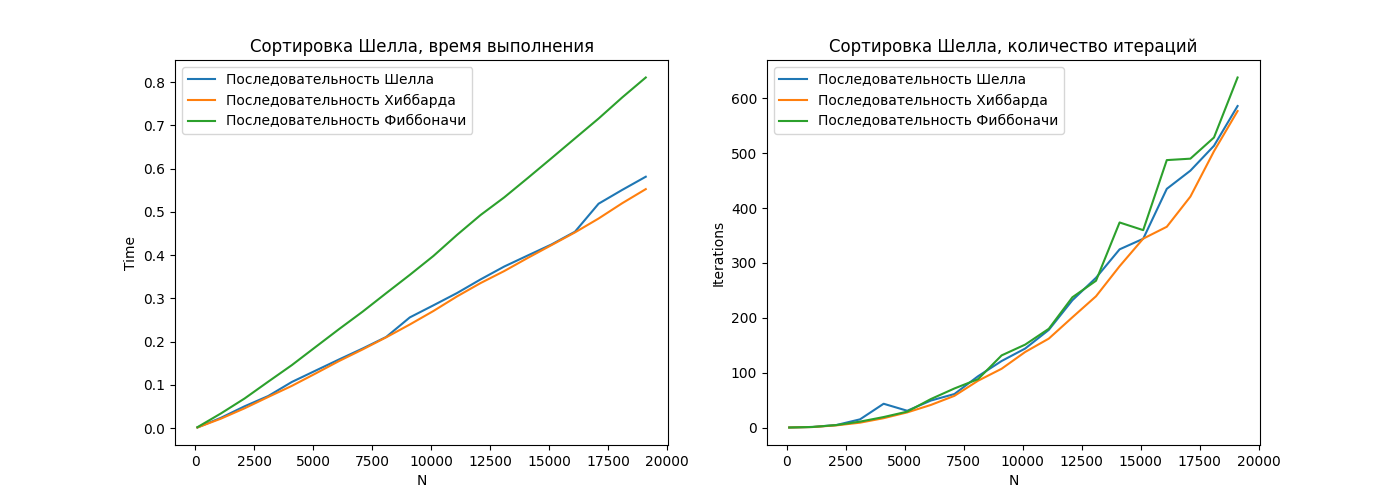 Сортировка Шелла, время выполнения
Последовательность Шелла
Последовательность Хиббарда
Последовательность Фиббоначи
0.8
0.7
0.6
0.5
0.4
0.3
0.2
0.1
0.0
Time
0 2500 5000 7500 10000 12500 15000 17500 20000
N
Сортировка Шелла, количество итераций
Последовательность Шелла
Последовательность Хиббарда
Последовательность Фиббоначи
600
500
400
300
200
100
0
Iterations
0 2500 5000 7500 10000 12500 15000 17500 20000
N